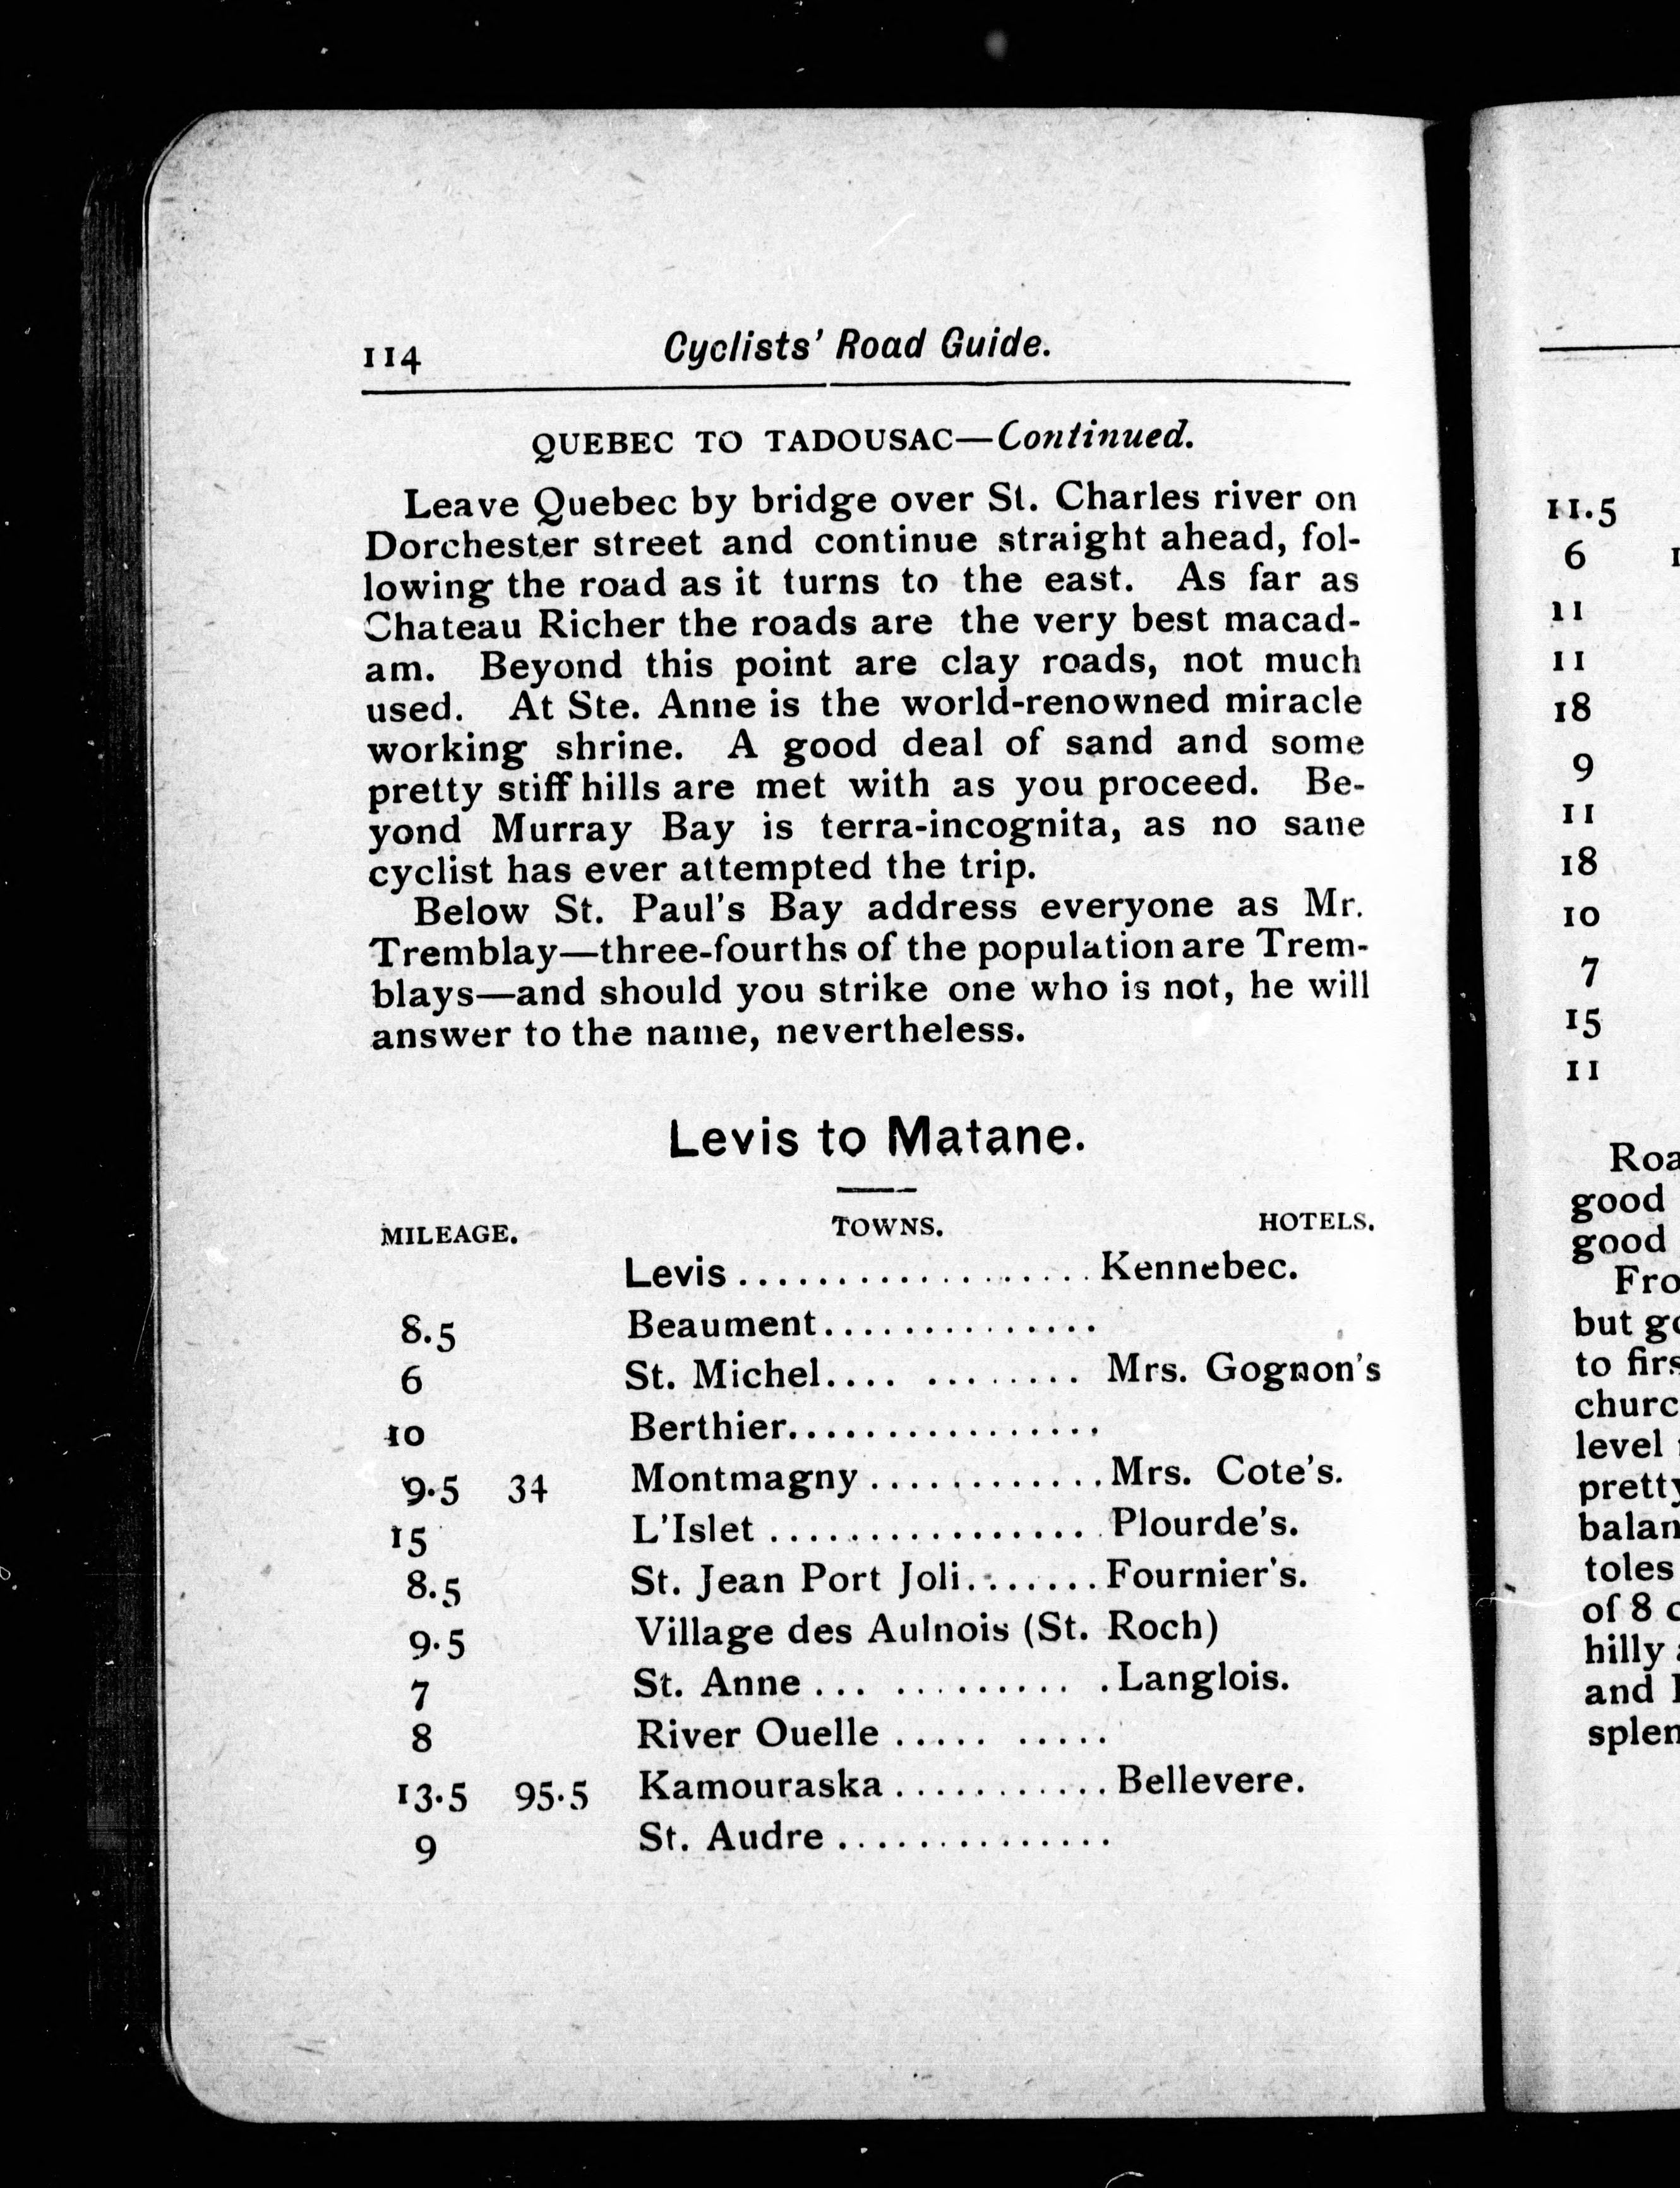 114 Cyclists' Road Guide.
QUEBEC TO TADOUSAC—Continued.
Leave Quebec by bridge over St. Charles river on
Dorchester street and continue straight ahead, fol-
lowing the road as it turns to the east. As far as
Chateau Richer the roads are the very best macad-
am. Beyond this point are clay roads, not much
used. At Ste. Anne is the world-renowned miracle
working shrine. A good deal of sand and some
pretty stiff hills are met with as you proceed. Be-
yond Murray Bay is terra-incognita, as no sane
cyclist has ever attempted the trip.
Below St. Paul's Bay address everyone as Mr.
Tremblay—three-fourths of the population are Trem-
blays—and should you strike one who is not, he will
answer to the name, nevertheless.
Levis to Matane.
MILEAGE. TOWNS. HOTELS.
Levis .................. Kennebec.
8.5 Beaument..............
6 St. Michel.... ........ Mrs. Gognon's
10 Berthier................
9.5 34 Montmagny ............ Mrs. Cote's.
15 L'Islet ................ Plourde's.
8.5 St. Jean Port Joli....... Fournier's.
9.5 Village des Aulnois (St. Roch)
7 St. Anne ... .......... Langlois.
8 River Ouelle ..... .....
13.5 95.5 Kamouraska ........... Bellevere.
9 St. Audre ..............
11.5
6
11
11
18
9
11
18
10
7
15
11
good
good
but
level
toles
of 8
hilly
and